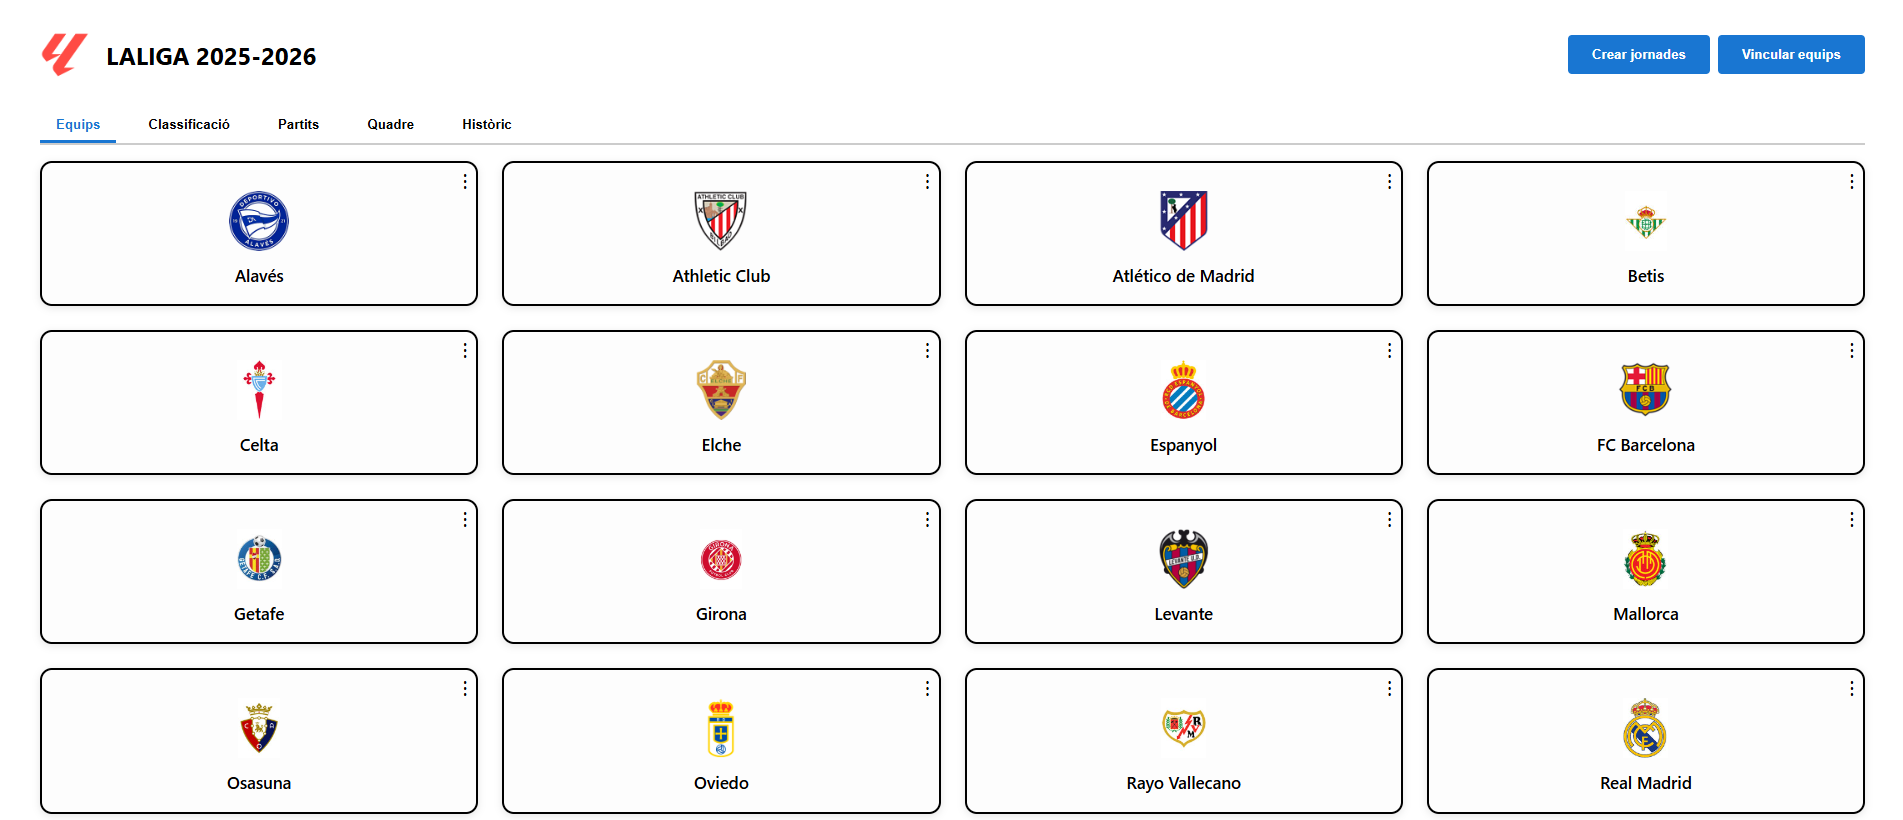 LALIGA 2025-2026
Crear jornades
Vincular equips
Equips
Classificació
Partits
Quadre
Històric
Alavés
Athletic Club
Atlético de Madrid
Betis
Celta
Elche
Espanyol
FC Barcelona
Getafe
Girona
Levante
Mallorca
Osasuna
Oviedo
Rayo Vallecano
Real Madrid